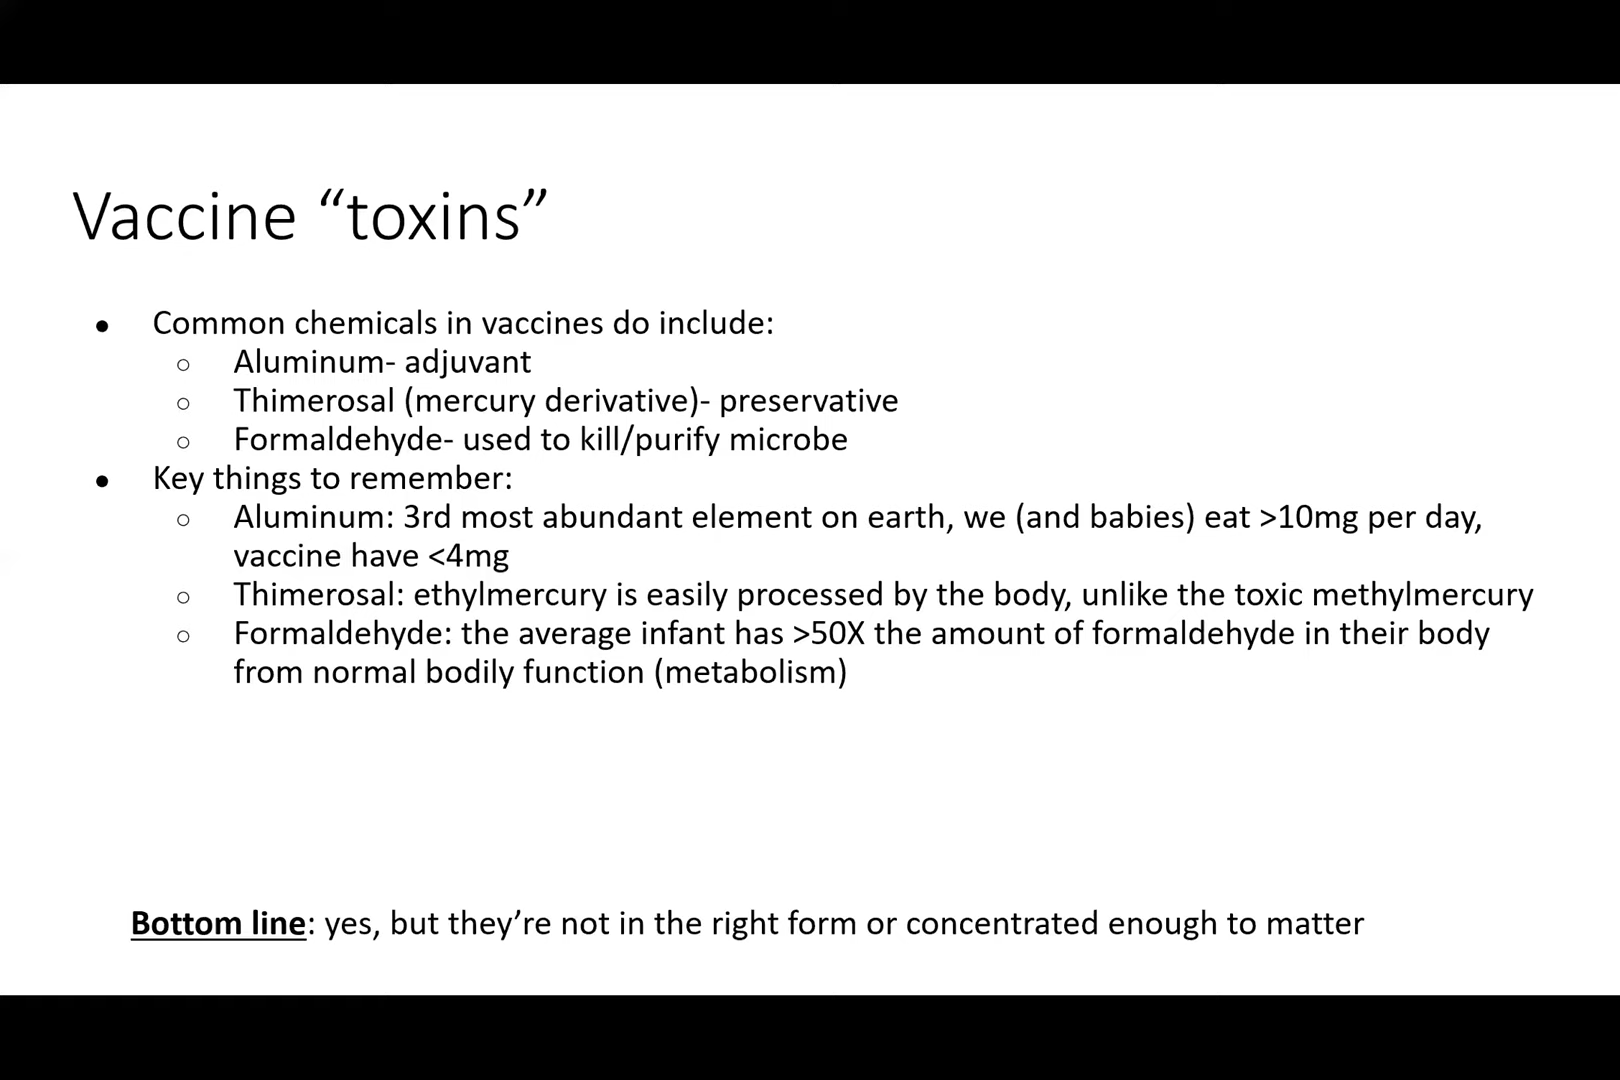 Vaccine “toxins”
● Common chemicals in vaccines do include:
○ Aluminum- adjuvant
○ Thimerosal (mercury derivative)- preservative
○ Formaldehyde- used to kill/purify microbe
● Key things to remember:
○ Aluminum: 3rd most abundant element on earth, we (and babies) eat >10mg per day,
vaccine have <4mg
○ Thimerosal: ethylmercury is easily processed by the body, unlike the toxic methylmercury
○ Formaldehyde: the average infant has >50X the amount of formaldehyde in their body
from normal bodily function (metabolism)
Bottom line: yes, but they’re not in the right form or concentrated enough to matter